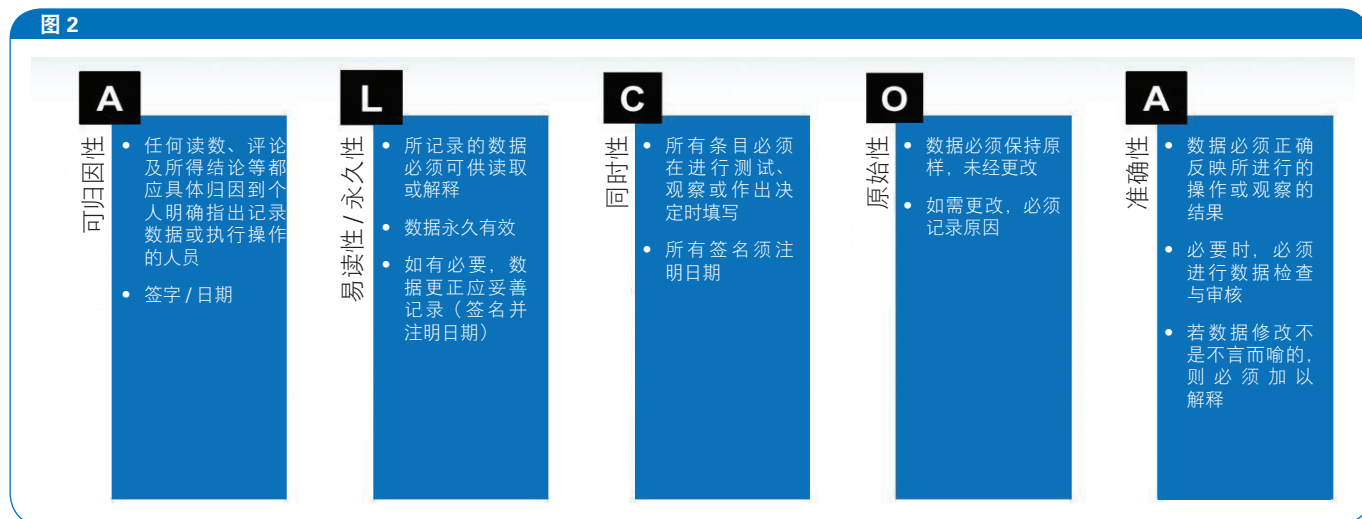 图 2
A
可归因性
• 任何读数、评论
及所得结论等都
应具体归因到个
人明确指出记录
数据或执行操作
的人员
• 签字 / 日期
L
易读性 / 永久性
• 所记录的数据
必须可供读取
或解释
• 数据永久有效
• 如有必要，数
据更正应妥善
记录（签名并
注明日期）
C
同时性
• 所有条目必须
在进行测试、
观察或作出决
定时填写
• 所有签名须注
明日期
O
原始性
• 数据必须保持原
样，未经更改
• 如需更改，必须
记录原因
A
准确性
• 数据必须正确
反映所进行的
操作或观察的
结果
• 必要时，必须
进行数据检查
与审核
• 若数据修改不
是不言而喻的，
则必须加以
解释